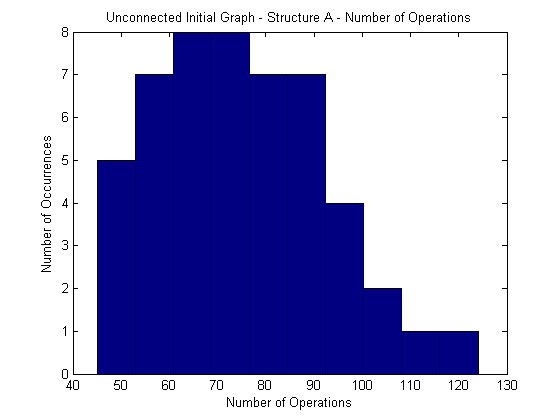 Unconnected Initial Graph - Structure A - Number of Operations
8
7
6
5
4
3
2
1
0
Number of Occurrences
40 50 60 70 80 90 100 110 120 130
Number of Operations